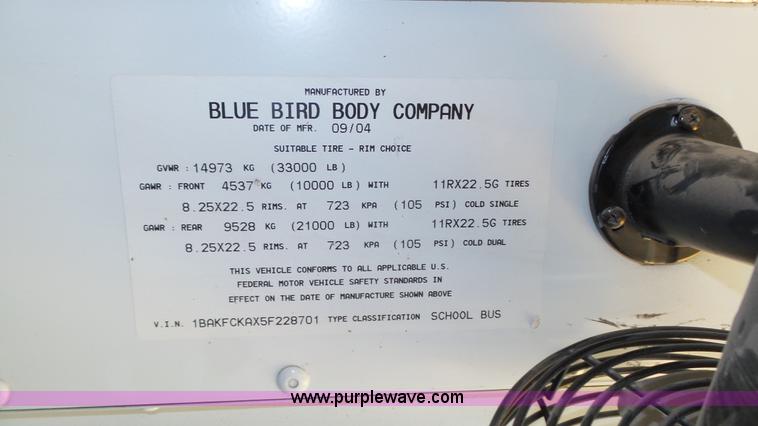 MANUFACTURED BY
BLUE BIRD BODY COMPANY
DATE OF MFR. 09/04
SUITABLE TIRE - RIM CHOICE
GVWR : 14973 KG (33000 LB)
GAWR : FRONT 4537 KG (10000 LB) WITH 11RX22.5G TIRES
8.25X22.5 RIMS. AT 723 KPA (105 PSI) COLD SINGLE
GAWR : REAR 9528 KG (21000 LB) WITH 11RX22.5G TIRES
8.25X22.5 RIMS. AT 723 KPA (105 PSI) COLD DUAL
THIS VEHICLE CONFORMS TO ALL APPLICABLE U.S.
FEDERAL MOTOR VEHICLE SAFETY STANDARDS IN
EFFECT ON THE DATE OF MANUFACTURE SHOWN ABOVE
V.I.N. 1BAKFCKAX5F228701 TYPE CLASSIFICATION SCHOOL BUS
www.purplewave.com